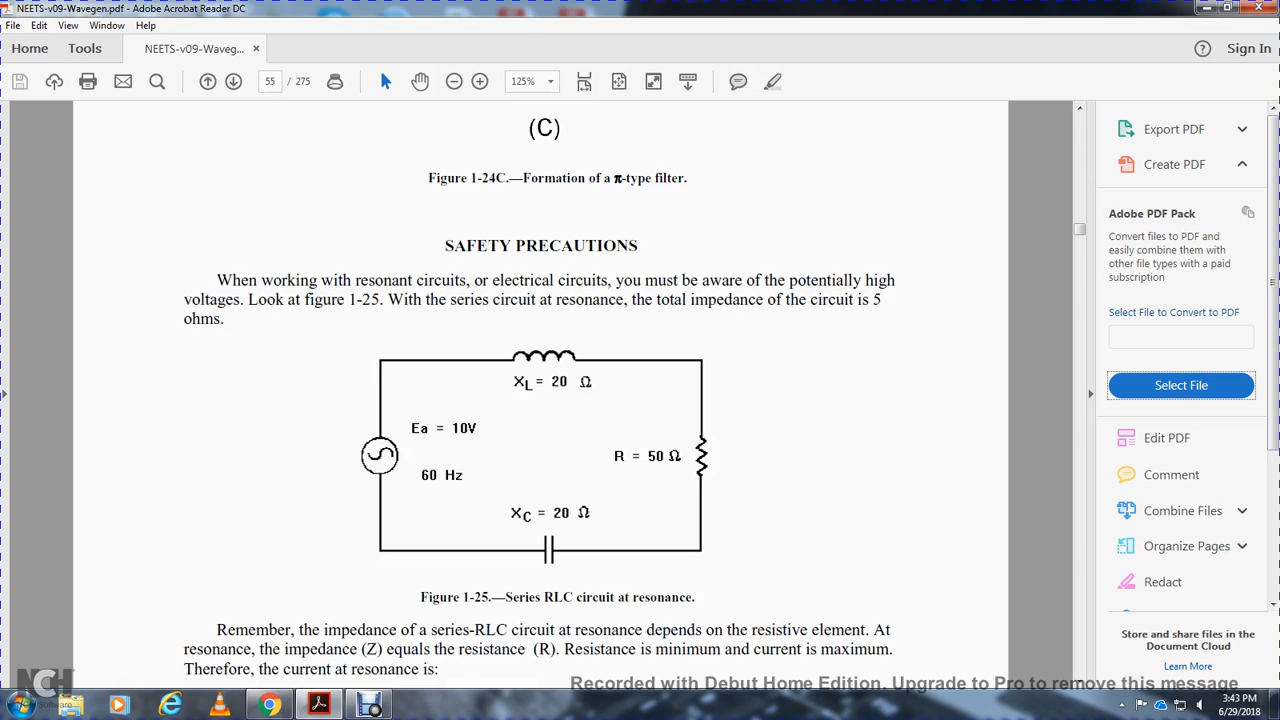 NEETS-v09-Wavegen.pdf - Adobe Acrobat Reader DC
File Edit View Window Help
Home Tools NEETS-v09-Waveg... × Sign In
55 / 275 125%
(C)
Figure 1-24C.—Formation of a π-type filter.
SAFETY PRECAUTIONS
When working with resonant circuits, or electrical circuits, you must be aware of the potentially high
voltages. Look at figure 1-25. With the series circuit at resonance, the total impedance of the circuit is 5
ohms.
XL = 20 Ω
Ea = 10V
R = 50 Ω
60 Hz
XC = 20 Ω
Figure 1-25.—Series RLC circuit at resonance.
Remember, the impedance of a series-RLC circuit at resonance depends on the resistive element. At
resonance, the impedance (Z) equals the resistance (R). Resistance is minimum and current is maximum.
Therefore, the current at resonance is:
Export PDF
Create PDF
Adobe PDF Pack
Convert files to PDF and
easily combine them with
other file types with a paid
subscription
Select File to Convert to PDF
Select File
Edit PDF
Comment
Combine Files
Organize Pages
Redact
Store and share files in the
Document Cloud
Learn More
NCH
Software
Recorded with Debut Home Edition. Upgrade to Pro to remove this message
3:43 PM
6/29/2018